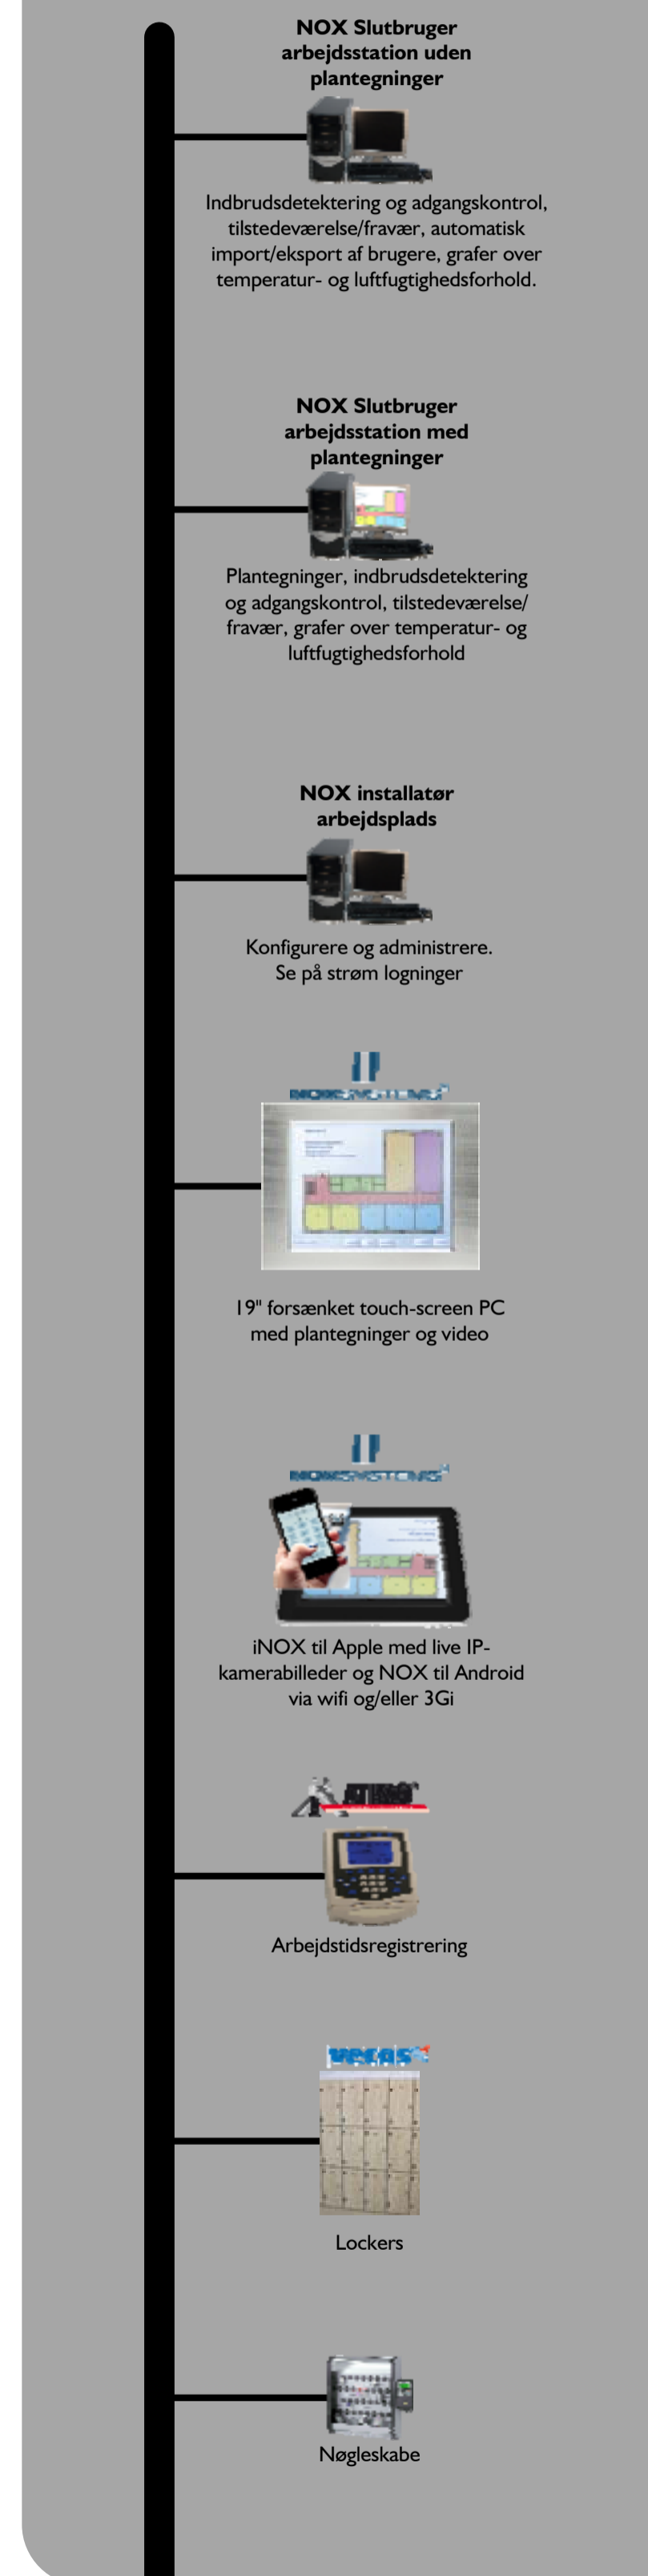 NOX Slutbruger
arbejdsstation uden
plantegninger
Indbrudsdetektering og adgangskontrol,
tilstedeværelse/fravær, automatisk
import/eksport af brugere, grafer over
temperatur- og luftfugtighedsforhold.
NOX Slutbruger
arbejdsstation med
plantegninger
Plantegninger, indbrudsdetektering
og adgangskontrol, tilstedeværelse/
fravær, grafer over temperatur- og
luftfugtighedsforhold
NOX installatør
arbejdsplads
Konfigurere og administrere.
Se på strøm logninger
NOXSYSTEMS
19" forsænket touch-screen PC
med plantegninger og video
NOXSYSTEMS
iNOX til Apple med live IP-
kamerabilleder og NOX til Android
via wifi og/eller 3Gi
Arbejdstidsregistrering
vecos
Lockers
Nøgleskabe